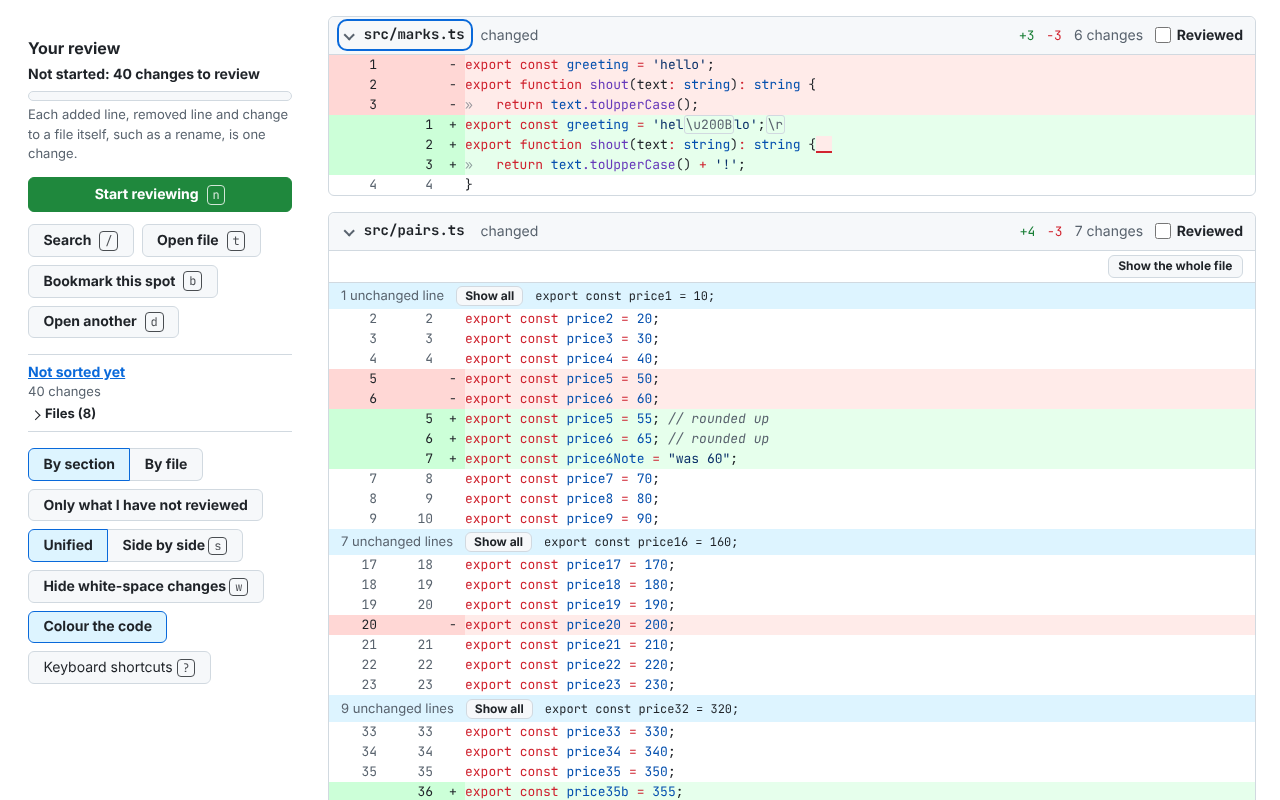 Your review
Not started: 40 changes to review
Each added line, removed line and change
to a file itself, such as a rename, is one
change.
Start reviewing n
Search / Open file t
Bookmark this spot b
Open another d
Not sorted yet
40 changes
Files (8)
By section By file
Only what I have not reviewed
Unified Side by side s
Hide white-space changes w
Colour the code
Keyboard shortcuts ?
src/marks.ts changed +3 -3 6 changes Reviewed
1 - export const greeting = 'hello';
2 - export function shout(text: string): string {
3 - » return text.toUpperCase();
1 + export const greeting = 'hel\u200Blo';\r
2 + export function shout(text: string): string {
3 + » return text.toUpperCase() + '!';
4 4 }
src/pairs.ts changed +4 -3 7 changes Reviewed
Show the whole file
1 unchanged line Show all export const price1 = 10;
2 2 export const price2 = 20;
3 3 export const price3 = 30;
4 4 export const price4 = 40;
5 - export const price5 = 50;
6 - export const price6 = 60;
5 + export const price5 = 55; // rounded up
6 + export const price6 = 65; // rounded up
7 + export const price6Note = "was 60";
7 8 export const price7 = 70;
8 9 export const price8 = 80;
9 10 export const price9 = 90;
7 unchanged lines Show all export const price16 = 160;
17 18 export const price17 = 170;
18 19 export const price18 = 180;
19 20 export const price19 = 190;
20 - export const price20 = 200;
21 21 export const price21 = 210;
22 22 export const price22 = 220;
23 23 export const price23 = 230;
9 unchanged lines Show all export const price32 = 320;
33 33 export const price33 = 330;
34 34 export const price34 = 340;
35 35 export const price35 = 350;
36 + export const price35b = 355;